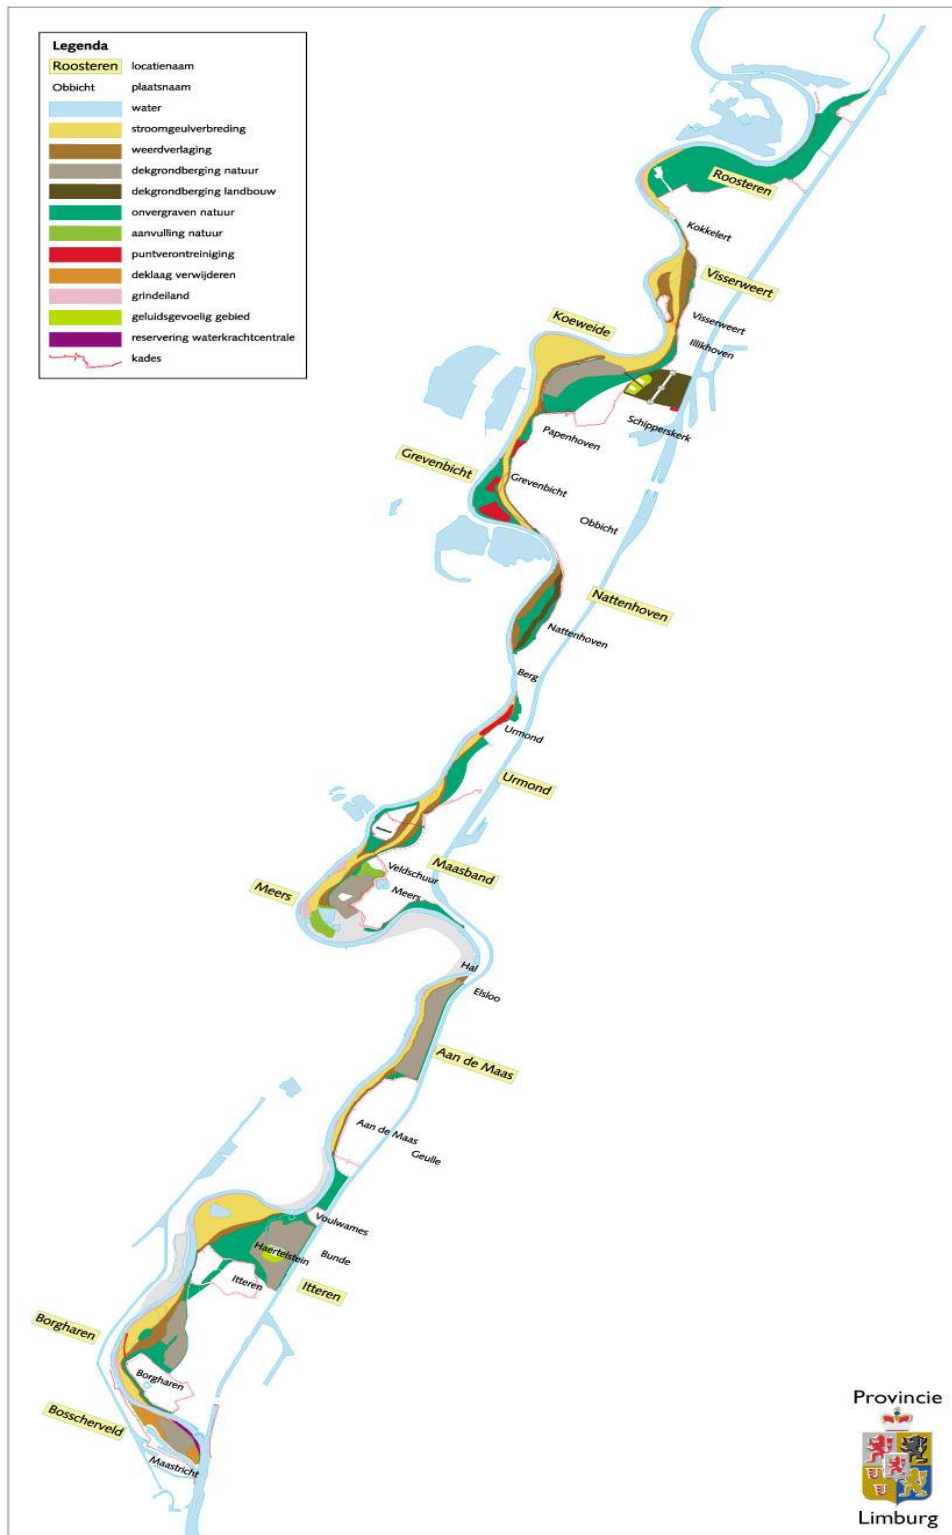 Legenda
Roosteren locatienaam
Obbicht plaatsnaam
water
stroomgeulverbreding
weerdverlaging
dekgrondberging natuur
dekgrondberging landbouw
onvergraven natuur
aanvulling natuur
puntverontreiniging
deklaag verwijderen
grindeiland
geluidsgevoelig gebied
reservering waterkrachtcentrale
kades
Roosteren
Kokkelert
Visserweert
Koeweide
Visserweert
Illikhoven
Schipperskerk
Papenhoven
Grevenbicht
Grevenbicht
Obbicht
Nattenhoven
Nattenhoven
Berg
Urmond
Urmond
Maasband
Veldschuur
Meers
Meers
Hal
Elsloo
Aan de Maas
Aan de Maas
Geulle
Voulwames
Haertelstein
Bunde
Itteren
Itteren
Borgharen
Borgharen
Bosscherveld
Maastricht
Provincie
Limburg